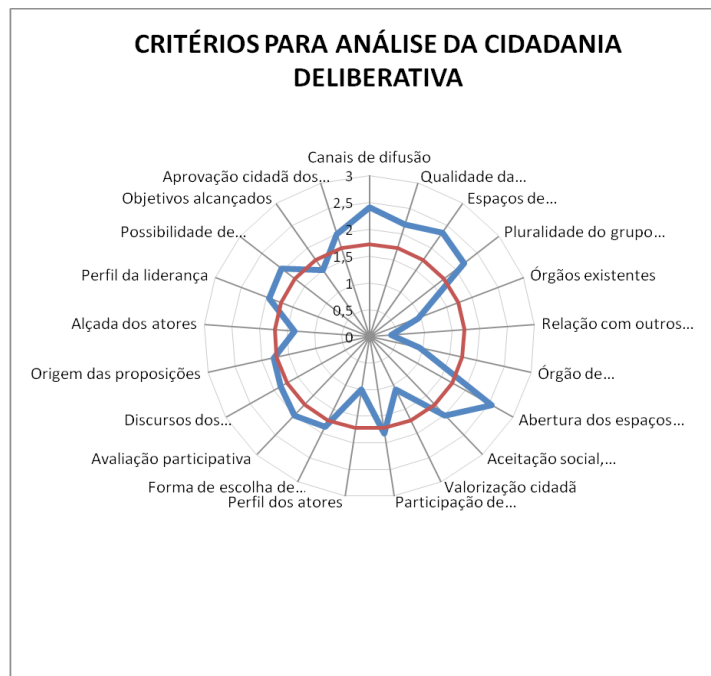 CRITÉRIOS PARA ANÁLISE DA CIDADANIA
DELIBERATIVA
Canais de difusão
Qualidade da...
Espaços de...
Pluralidade do grupo...
Órgãos existentes
Relação com outros...
Órgão de...
Abertura dos espaços...
Aceitação social,...
Valorização cidadã
Participação de...
Perfil dos atores
Forma de escolha de...
Avaliação participativa
Discursos dos...
Origem das proposições
Alçada dos atores
Perfil da liderança
Possibilidade de...
Objetivos alcançados
Aprovação cidadã dos...
3
2,5
2
1,5
1
0,5
0